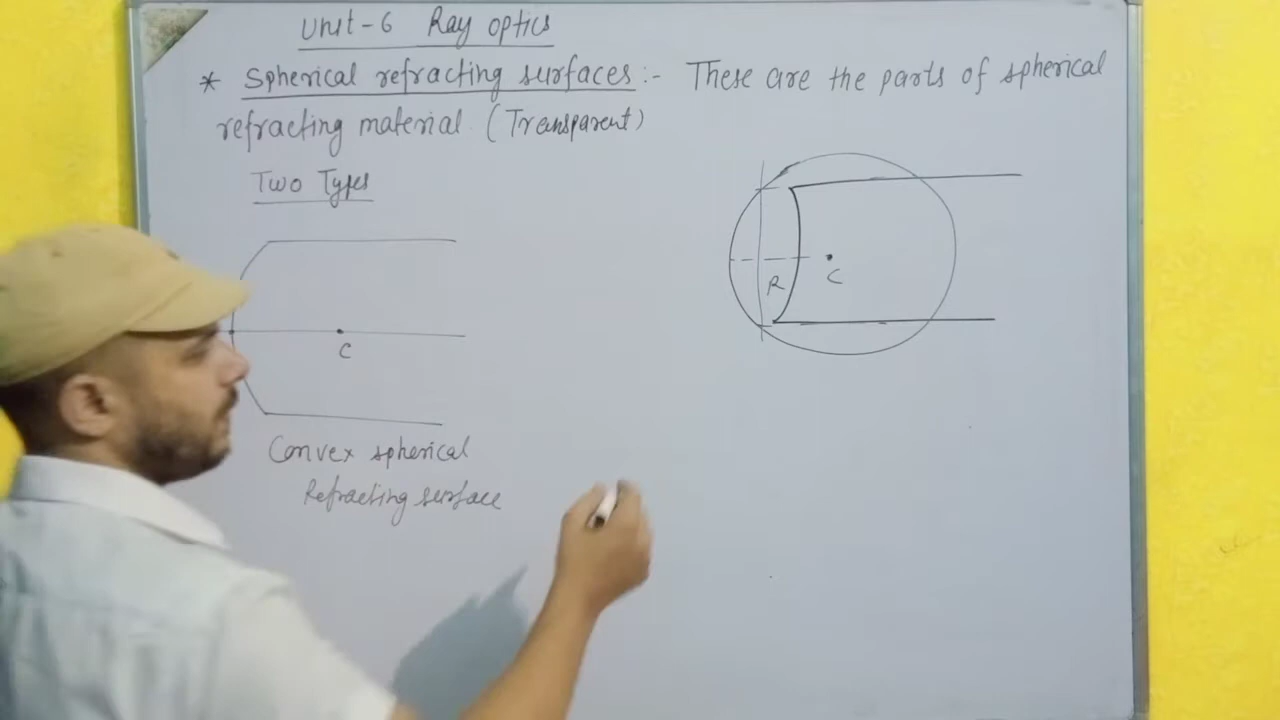 Unit-6 Ray optics
* Spherical refracting surfaces:- These are the parts of spherical
refracting material. (Transparent)
Two Types
R
C
C
Convex spherical
Refracting surface